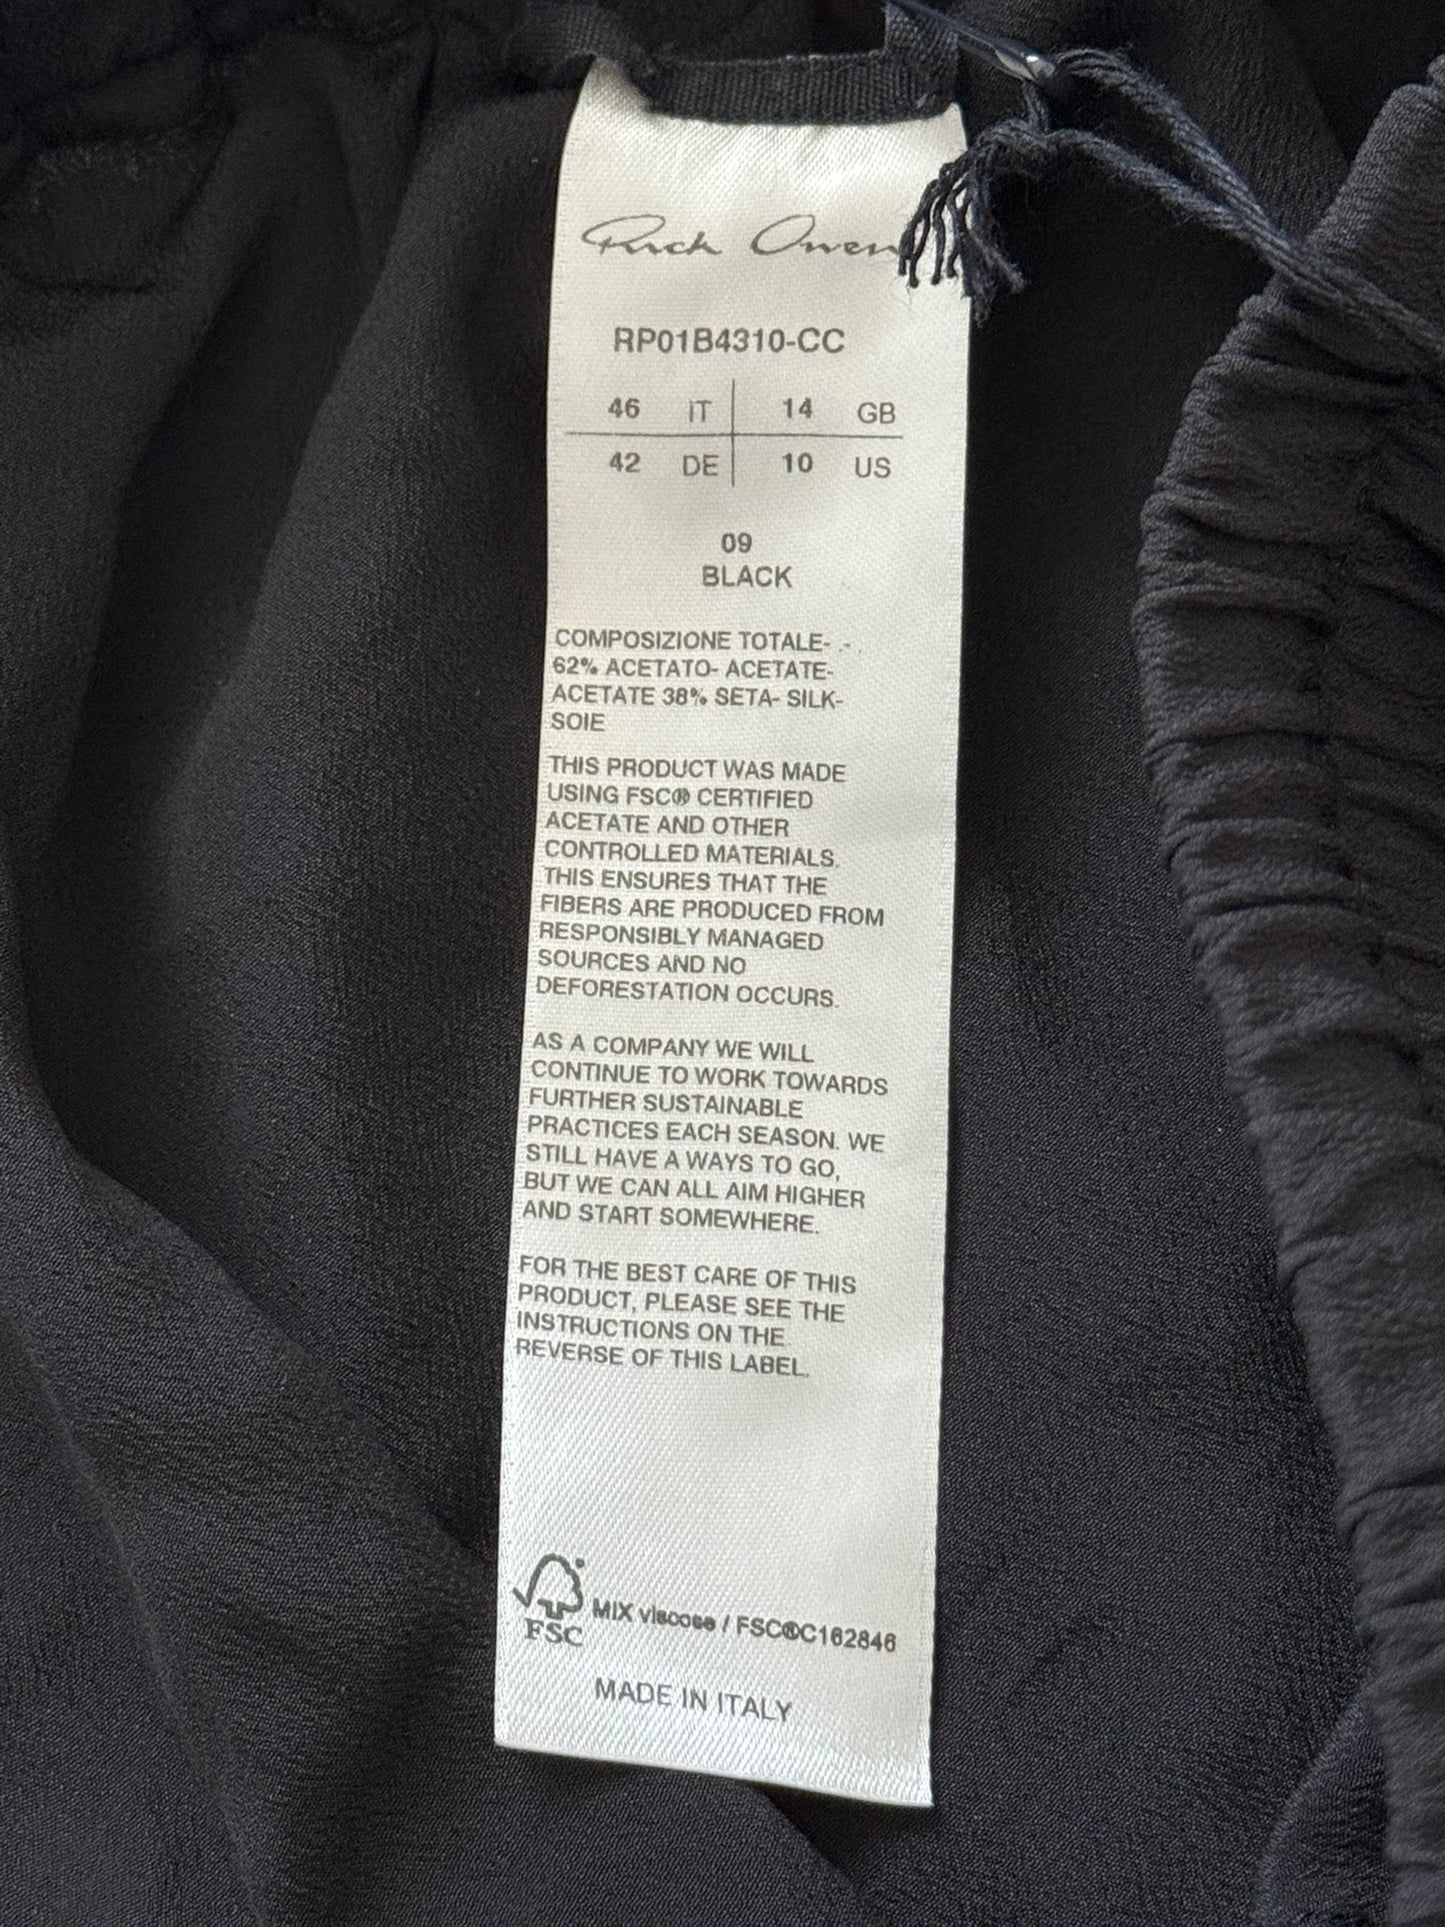 Rick Owen
RP01B4310-CC
46 IT 14 GB
42 DE 10 US
09
BLACK
COMPOSIZIONE TOTALE- -
62% ACETATO- ACETATE-
ACETATE 38% SETA- SILK-
SOIE
THIS PRODUCT WAS MADE
USING FSC® CERTIFIED
ACETATE AND OTHER
CONTROLLED MATERIALS.
THIS ENSURES THAT THE
FIBERS ARE PRODUCED FROM
RESPONSIBLY MANAGED
SOURCES AND NO
DEFORESTATION OCCURS.
AS A COMPANY WE WILL
CONTINUE TO WORK TOWARDS
FURTHER SUSTAINABLE
PRACTICES EACH SEASON. WE
STILL HAVE A WAYS TO GO,
BUT WE CAN ALL AIM HIGHER
AND START SOMEWHERE.
FOR THE BEST CARE OF THIS
PRODUCT, PLEASE SEE THE
INSTRUCTIONS ON THE
REVERSE OF THIS LABEL.
FSC MIX viscose / FSC®C162846
MADE IN ITALY